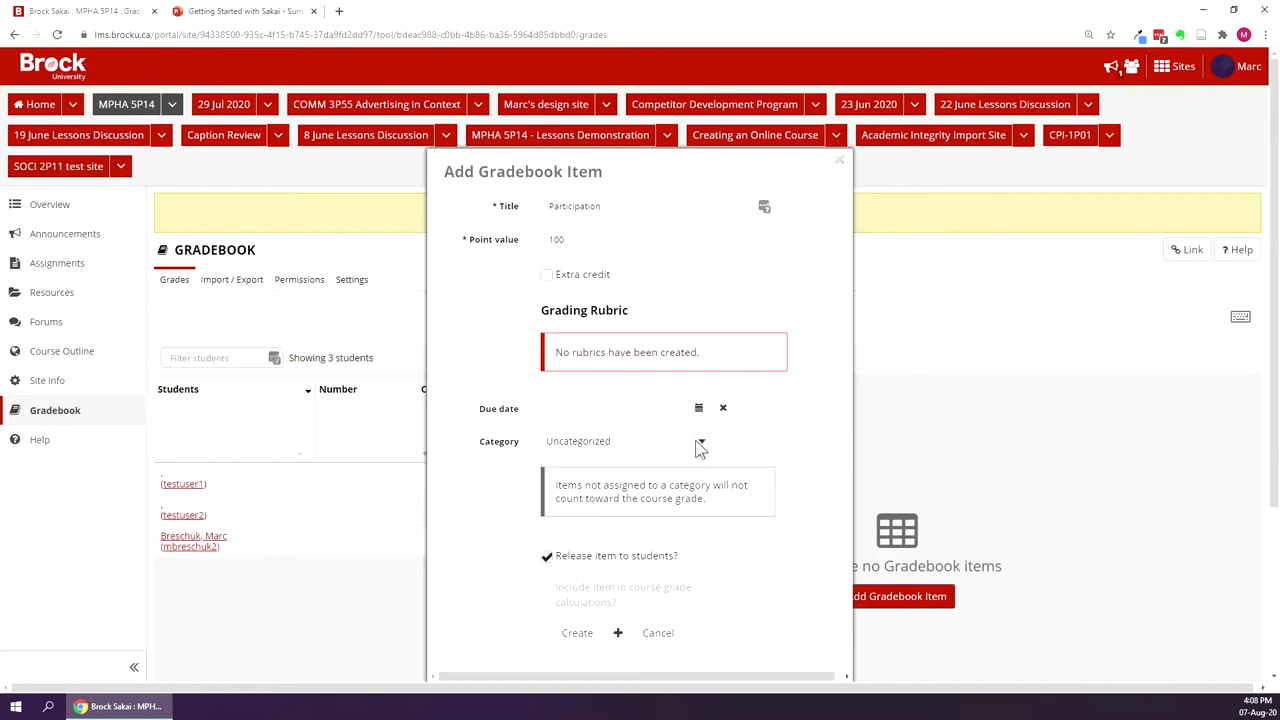 Brock Sakai : MPHA 5P14 : Grad
Getting Started with Sakai - Sum
lms.brocku.ca/portal/site/94338500-935c-4f15-b745-37da9fd2dd97/tool/bdeac988-c0bb-4b86-ba36-5964d85dbbd0/grades
Brock
University
1
Sites
Marc
Home
MPHA 5P14
29 Jul 2020
COMM 3P55 Advertising in Context
Marc's design site
Competitor Development Program
23 Jun 2020
22 June Lessons Discussion
19 June Lessons Discussion
Caption Review
8 June Lessons Discussion
MPHA 5P14 - Lessons Demonstration
Creating an Online Course
Academic Integrity Import Site
CPI-1P01
SOCI 2P11 test site
Overview
Announcements
Assignments
Resources
Forums
Course Outline
Site Info
Gradebook
Help
GRADEBOOK
Link
? Help
Grades
Import / Export
Permissions
Settings
Filter students
Showing 3 students
Students
Number
C
,
(testuser1)
,
(testuser2)
Breschuk, Marc
(mbreschuk2)
Add Gradebook Item
* Title
Participation
* Point value
100
Extra credit
Grading Rubric
No rubrics have been created.
Due date
Category
Uncategorized
Items not assigned to a category will not
count toward the course grade.
Release item to students?
Include item in course grade
calculations?
Create
Cancel
e no Gradebook items
dd Gradebook Item
Brock Sakai : MPH...
4:08 PM
07-Aug-20